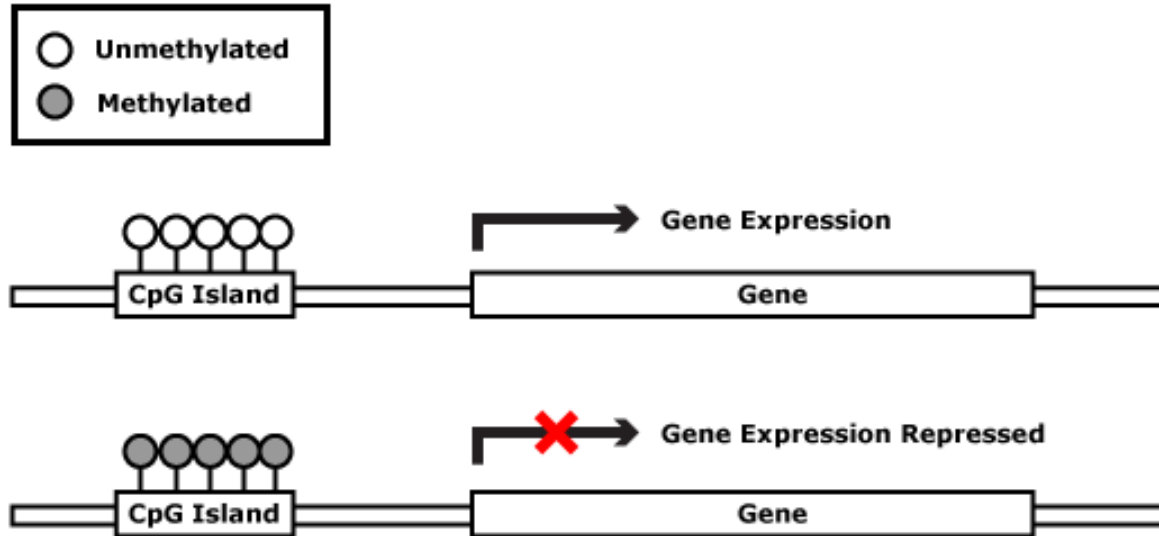 Unmethylated
Methylated
Gene Expression
CpG Island
Gene
Gene Expression Repressed
CpG Island
Gene